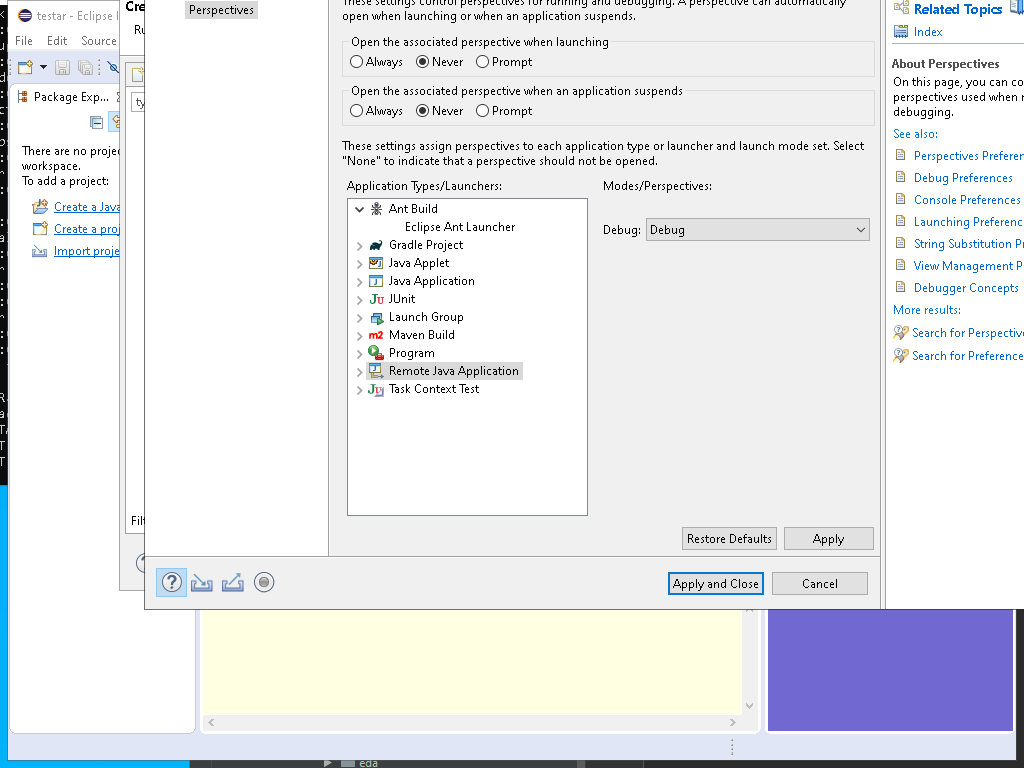 testar - Eclipse I
File Edit Source
Package Exp...
There are no proje
workspace.
To add a project:
Create a Java
Create a proj
Import proje
Cre
Ru
ty
Filt
Perspectives
These settings control perspectives for running and debugging. A perspective can automatically
open when launching or when an application suspends.
Open the associated perspective when launching
Always Never Prompt
Open the associated perspective when an application suspends
Always Never Prompt
These settings assign perspectives to each application type or launcher and launch mode set. Select
"None" to indicate that a perspective should not be opened.
Application Types/Launchers:
Modes/Perspectives:
Ant Build
Eclipse Ant Launcher
Gradle Project
Java Applet
Java Application
JUnit
Launch Group
Maven Build
Program
Remote Java Application
Task Context Test
Debug: Debug
Restore Defaults Apply
Apply and Close Cancel
Related Topics
Index
About Perspectives
On this page, you can co
perspectives used when r
debugging.
See also:
Perspectives Preferen
Debug Preferences
Console Preferences
Launching Preferenc
String Substitution P
View Management P
Debugger Concepts
More results:
Search for Perspective
Search for Preference
eda